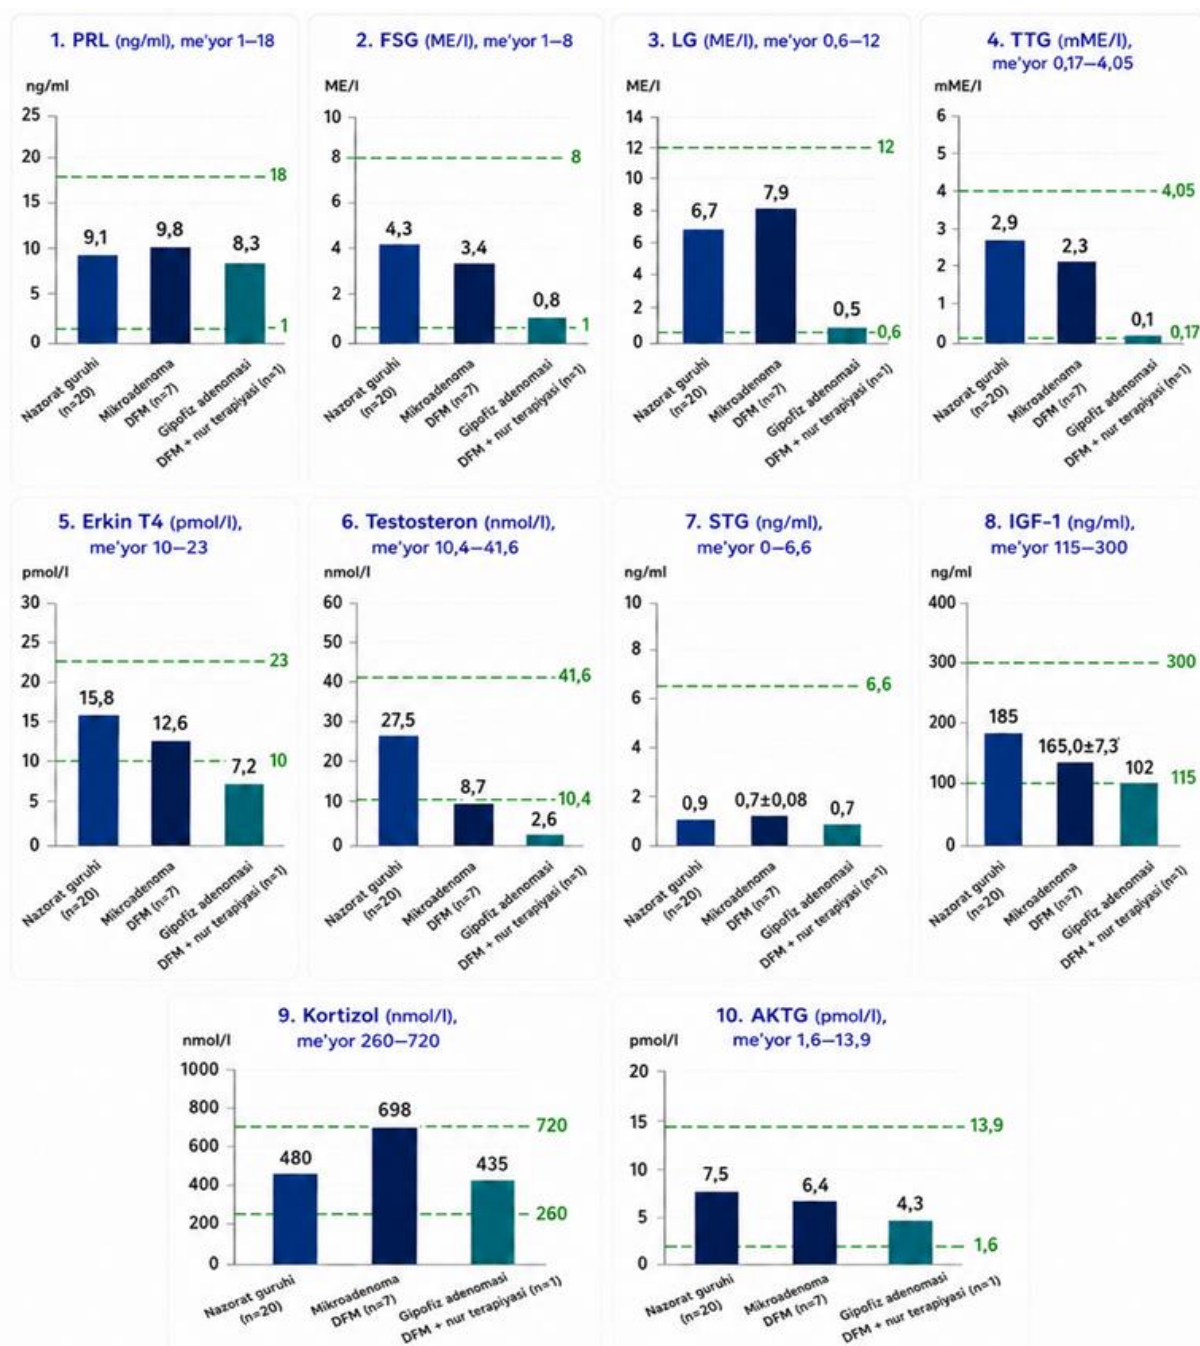 1. PRL (ng/ml), me'yor 1–18
ng/ml
25
20
15
10
5
0
18
1
9,1
9,8
8,3
Nazorat guruhi
(n=20)
Mikroadenoma
DFM (n=7)
Gipofiz adenomasi
DFM + nur terapiyasi (n=1)
2. FSG (ME/l), me'yor 1–8
ME/l
10
8
6
4
2
0
8
1
4,3
3,4
0,8
Nazorat guruhi
(n=20)
Mikroadenoma
DFM (n=7)
Gipofiz adenomasi
DFM + nur terapiyasi (n=1)
3. LG (ME/l), me'yor 0,6–12
ME/l
14
12
10
8
6
4
2
0
12
0,6
6,7
7,9
0,5
Nazorat guruhi
(n=20)
Mikroadenoma
DFM (n=7)
Gipofiz adenomasi
DFM + nur terapiyasi (n=1)
4. TTG (mME/l),
me'yor 0,17–4,05
mME/l
6
5
4
3
2
1
0
4,05
0,17
2,9
2,3
0,1
Nazorat guruhi
(n=20)
Mikroadenoma
DFM (n=7)
Gipofiz adenomasi
DFM + nur terapiyasi (n=1)
5. Erkin T4 (pmol/l),
me'yor 10–23
pmol/l
30
25
20
15
10
5
0
23
10
15,8
12,6
7,2
Nazorat guruhi
(n=20)
Mikroadenoma
DFM (n=7)
Gipofiz adenomasi
DFM + nur terapiyasi (n=1)
6. Testosteron (nmol/l),
me'yor 10,4–41,6
nmol/l
60
50
40
30
20
10
0
41,6
10,4
27,5
8,7
2,6
Nazorat guruhi
(n=20)
Mikroadenoma
DFM (n=7)
Gipofiz adenomasi
DFM + nur terapiyasi (n=1)
7. STG (ng/ml),
me'yor 0–6,6
ng/ml
10
8
6
4
2
0
6,6
0,9
0,7±0,08
0,7
Nazorat guruhi
(n=20)
Mikroadenoma
DFM (n=7)
Gipofiz adenomasi
DFM + nur terapiyasi (n=1)
8. IGF-1 (ng/ml),
me'yor 115–300
ng/ml
400
300
200
100
0
300
115
185
165,0±7,3
102
Nazorat guruhi
(n=20)
Mikroadenoma
DFM (n=7)
Gipofiz adenomasi
DFM + nur terapiyasi (n=1)
9. Kortizol (nmol/l),
me'yor 260–720
nmol/l
1000
800
600
400
200
0
720
260
480
698
435
Nazorat guruhi
(n=20)
Mikroadenoma
DFM (n=7)
Gipofiz adenomasi
DFM + nur terapiyasi (n=1)
10. AKTG (pmol/l),
me'yor 1,6–13,9
pmol/l
20
15
10
5
0
13,9
1,6
7,5
6,4
4,3
Nazorat guruhi
(n=20)
Mikroadenoma
DFM (n=7)
Gipofiz adenomasi
DFM + nur terapiyasi (n=1)